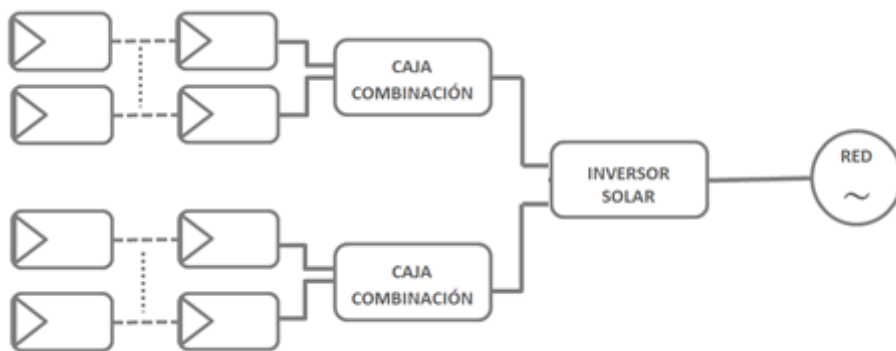 CAJA
COMBINACIÓN
INVERSOR
SOLAR
RED
~
CAJA
COMBINACIÓN